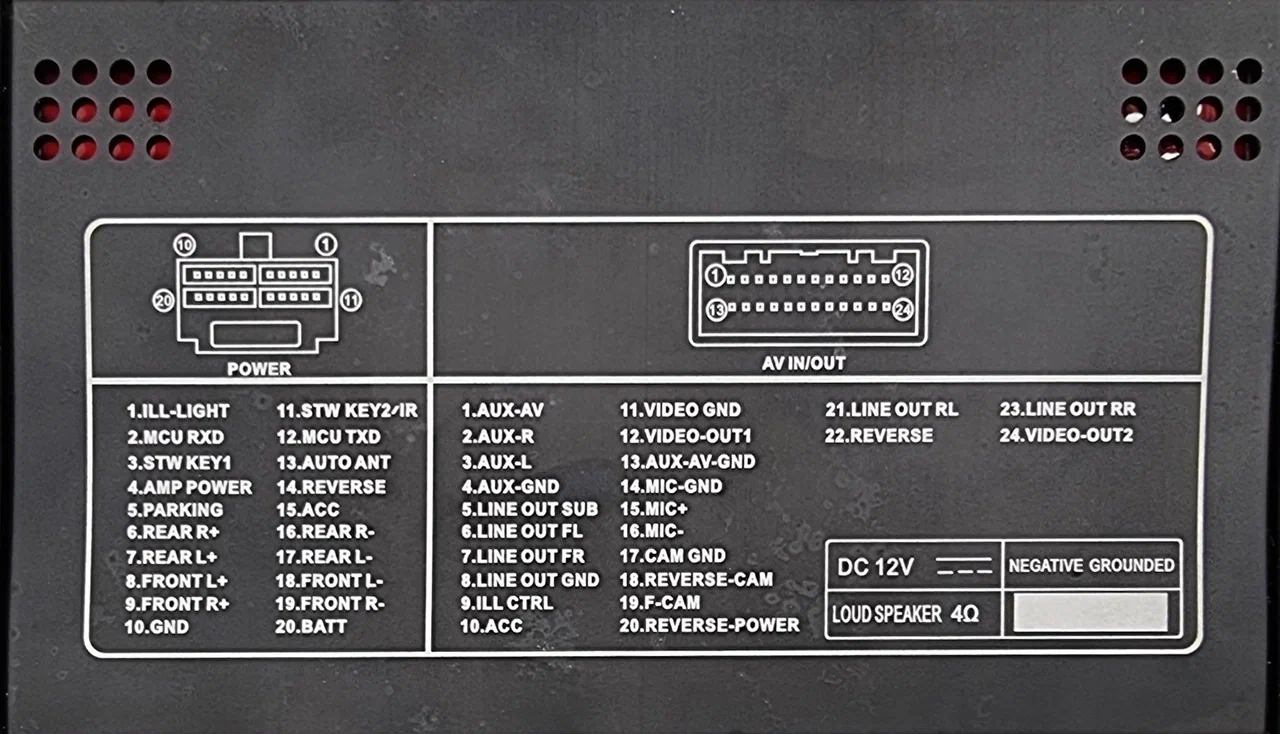 10 1
20 11
POWER
1 12
13 24
AV IN/OUT
1.ILL-LIGHT
2.MCU RXD
3.STW KEY1
4.AMP POWER
5.PARKING
6.REAR R+
7.REAR L+
8.FRONT L+
9.FRONT R+
10.GND
11.STW KEY2/IR
12.MCU TXD
13.AUTO ANT
14.REVERSE
15.ACC
16.REAR R-
17.REAR L-
18.FRONT L-
19.FRONT R-
20.BATT
1.AUX-AV
2.AUX-R
3.AUX-L
4.AUX-GND
5.LINE OUT SUB
6.LINE OUT FL
7.LINE OUT FR
8.LINE OUT GND
9.ILL CTRL
10.ACC
11.VIDEO GND
12.VIDEO-OUT1
13.AUX-AV-GND
14.MIC-GND
15.MIC+
16.MIC-
17.CAM GND
18.REVERSE-CAM
19.F-CAM
20.REVERSE-POWER
21.LINE OUT RL
22.REVERSE
23.LINE OUT RR
24.VIDEO-OUT2
DC 12V
NEGATIVE GROUNDED
LOUD SPEAKER 4Ω